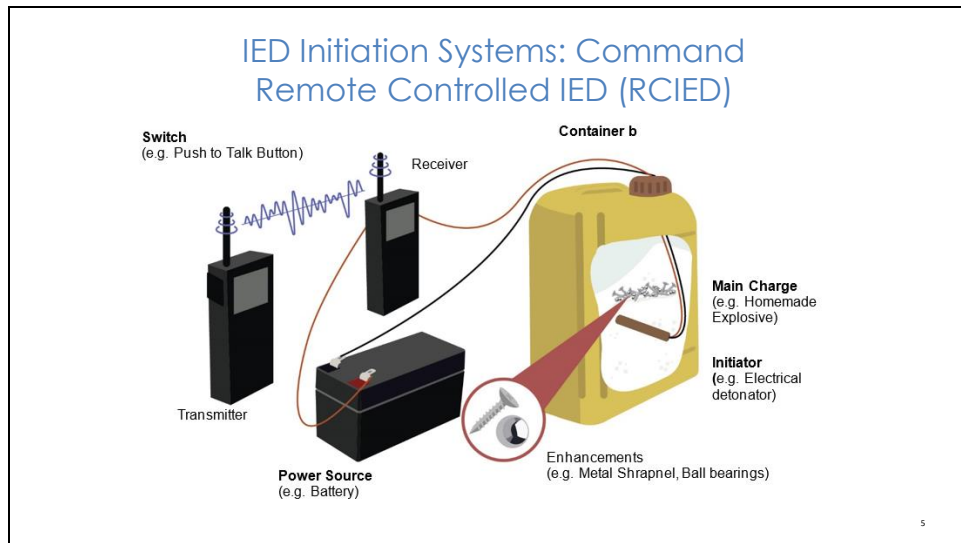 IED Initiation Systems: Command
Remote Controlled IED (RCIED)
Switch
(e.g. Push to Talk Button)
Receiver
Container b
Main Charge
(e.g. Homemade
Explosive)
Initiator
(e.g. Electrical
detonator)
Transmitter
Power Source
(e.g. Battery)
Enhancements
(e.g. Metal Shrapnel, Ball bearings)
5